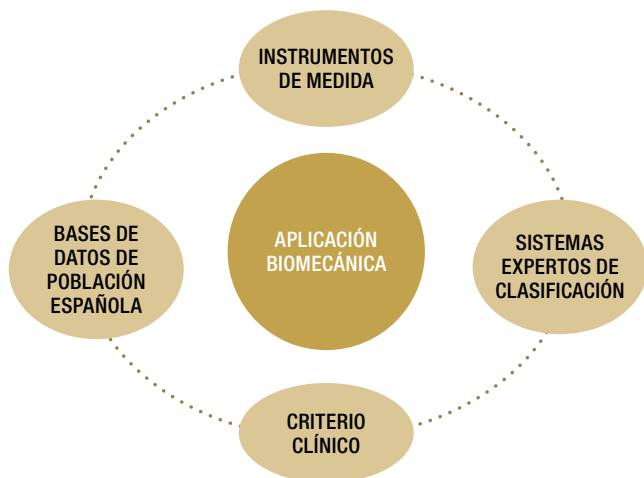 INSTRUMENTOS
DE MEDIDA
BASES DE
DATOS DE
POBLACIÓN
ESPAÑOLA
APLICACIÓN
BIOMECÁNICA
SISTEMAS
EXPERTOS DE
CLASIFICACIÓN
CRITERIO
CLÍNICO